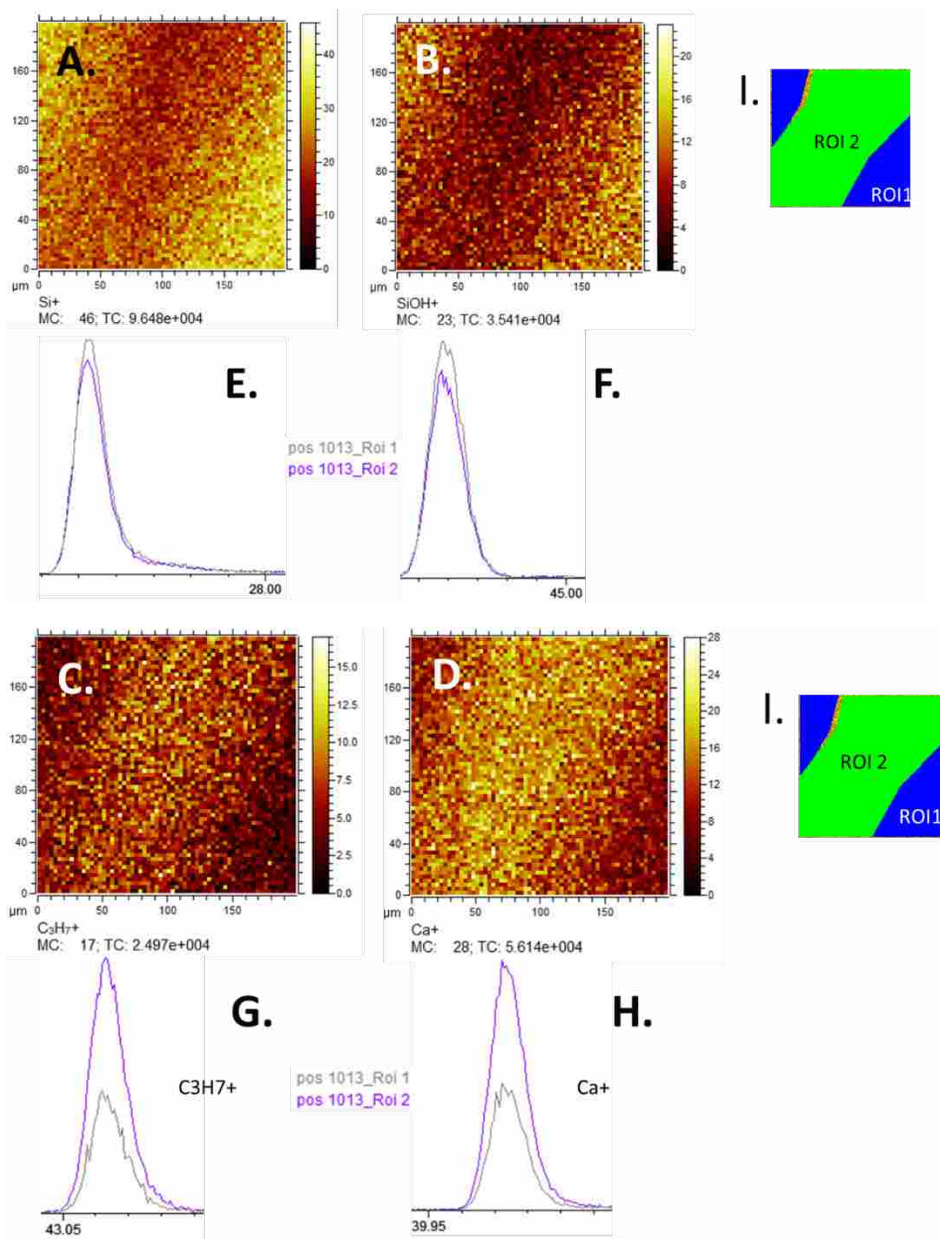 A.
160
120
80
40
0
µm 0 50 100 150
40
30
20
10
0
Si+
MC: 46; TC: 9.648e+004
B.
160
120
80
40
0
µm 0 50 100 150
20
16
12
8
4
0
SiOH+
MC: 23; TC: 3.541e+004
I.
ROI 2
ROI1
E.
28.00
pos 1013_Roi 1
pos 1013_Roi 2
F.
45.00
C.
160
120
80
40
0
µm 0 50 100 150
15.0
12.5
10.0
7.5
5.0
2.5
0.0
C₃H₇+
MC: 17; TC: 2.497e+004
D.
160
120
80
40
0
µm 0 50 100 150
28
24
20
16
12
8
4
0
Ca+
MC: 28; TC: 5.614e+004
I.
ROI 2
ROI1
G.
C3H7+
43.05
pos 1013_Roi 1
pos 1013_Roi 2
H.
Ca+
39.95